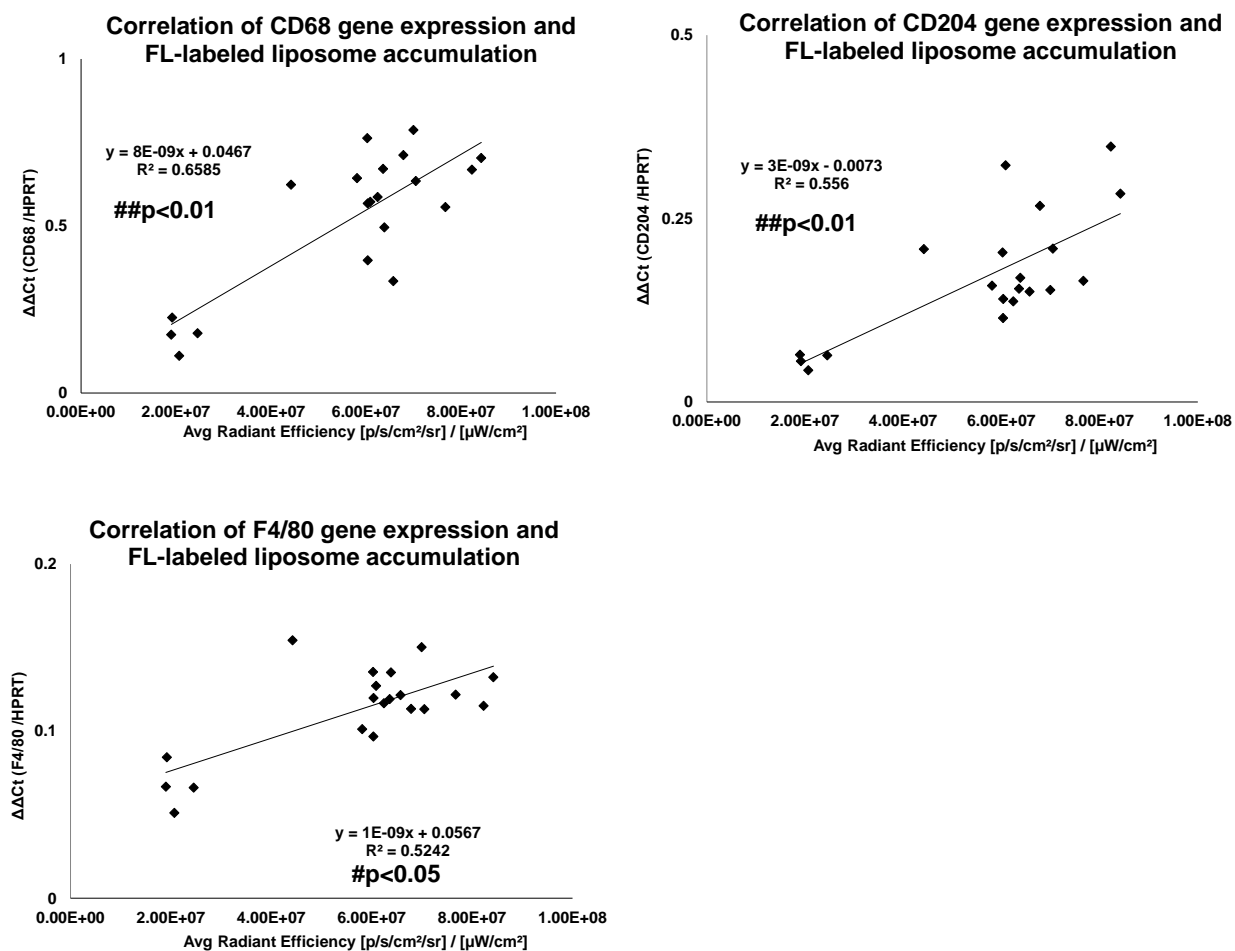 Correlation of CD68 gene expression and
FL-labeled liposome accumulation
1
y = 8E-09x + 0.0467
R² = 0.6585
##p<0.01
0.5
0
ΔΔCt (CD68 /HPRT)
0.00E+00 2.00E+07 4.00E+07 6.00E+07 8.00E+07 1.00E+08
Avg Radiant Efficiency [p/s/cm²/sr] / [µW/cm²]
Correlation of CD204 gene expression and
FL-labeled liposome accumulation
0.5
y = 3E-09x - 0.0073
R² = 0.556
##p<0.01
0.25
0
ΔΔCt (CD204 /HPRT)
0.00E+00 2.00E+07 4.00E+07 6.00E+07 8.00E+07 1.00E+08
Avg Radiant Efficiency [p/s/cm²/sr] / [µW/cm²]
Correlation of F4/80 gene expression and
FL-labeled liposome accumulation
0.2
0.1
ΔΔCt (F4/80 /HPRT)
y = 1E-09x + 0.0567
R² = 0.5242
#p<0.05
0
0.00E+00 2.00E+07 4.00E+07 6.00E+07 8.00E+07 1.00E+08
Avg Radiant Efficiency [p/s/cm²/sr] / [µW/cm²]